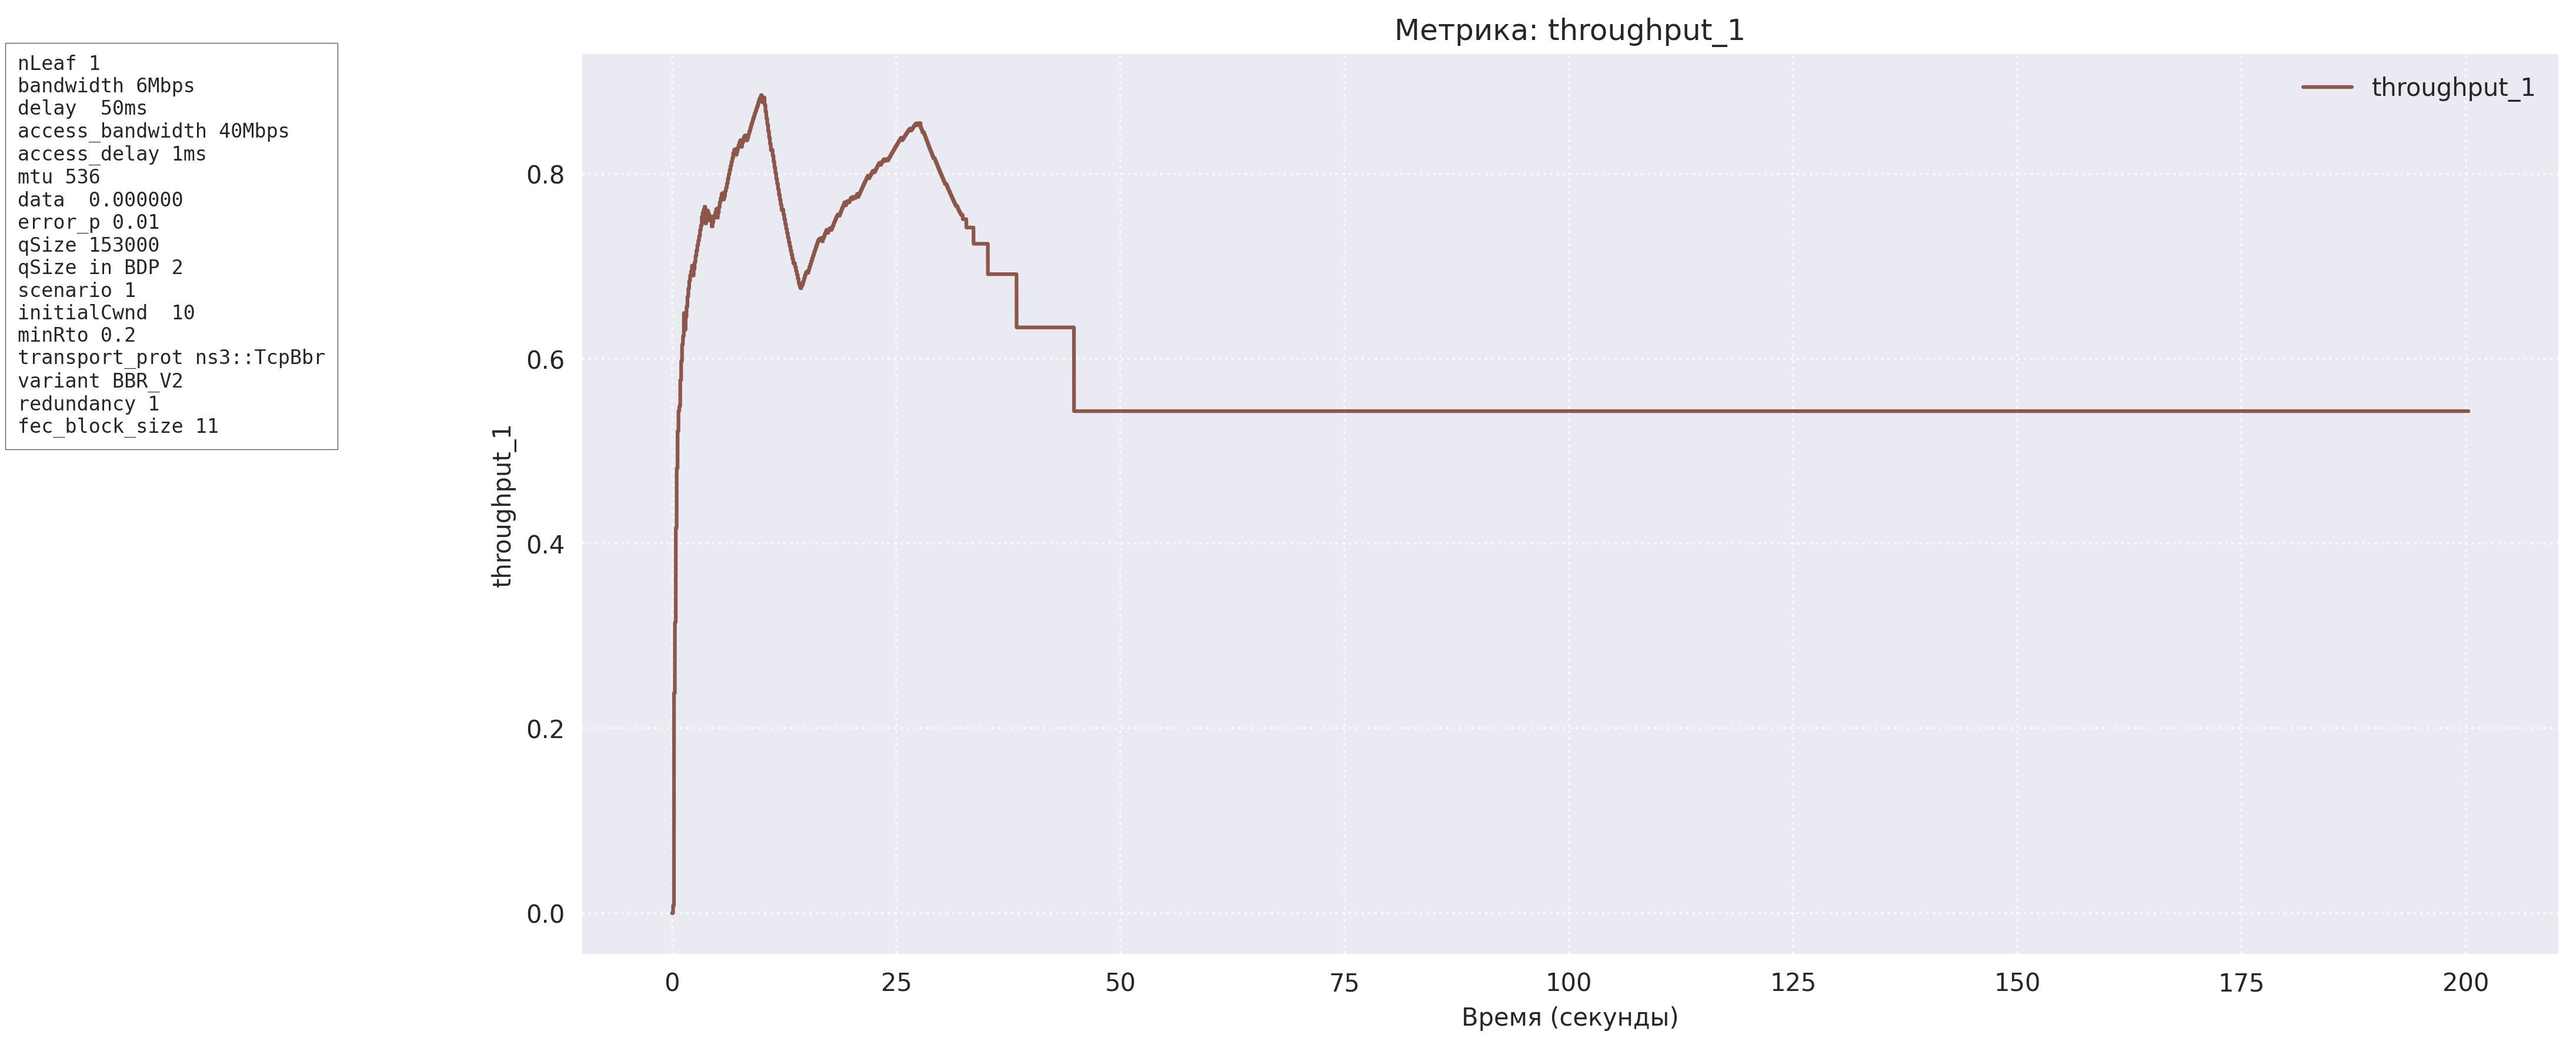 Метрика: throughput_1
nLeaf 1
bandwidth 6Mbps
delay  50ms
access_bandwidth 40Mbps
access_delay 1ms
mtu 536
data  0.000000
error_p 0.01
qSize 153000
qSize in BDP 2
scenario 1
initialCwnd  10
minRto 0.2
transport_prot ns3::TcpBbr
variant BBR_V2
redundancy 1
fec_block_size 11
throughput_1
throughput_1
0.8
0.6
0.4
0.2
0.0
0 25 50 75 100 125 150 175 200
Время (секунды)